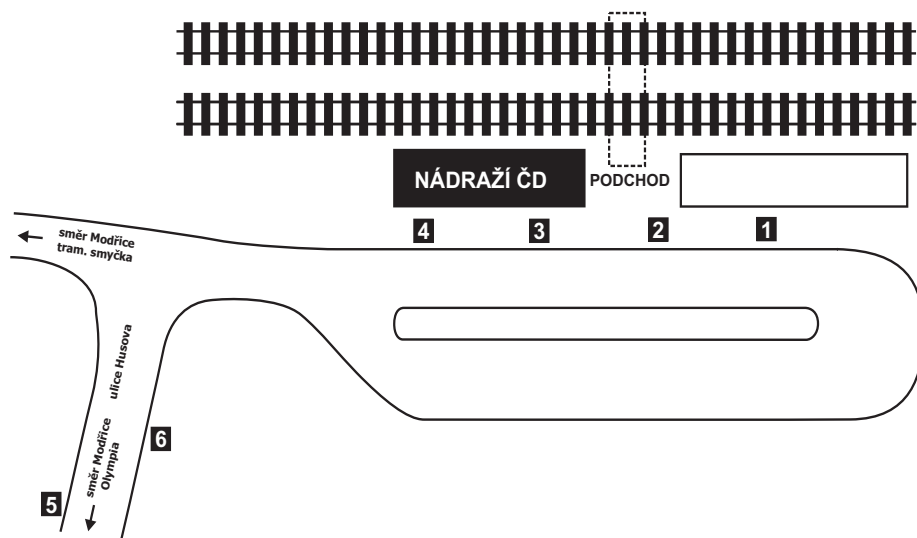 NÁDRAŽÍ ČD
PODCHOD
4
3
2
1
směr Modřice
tram. smyčka
ulice Husova
směr Modřice
Olympia
6
5